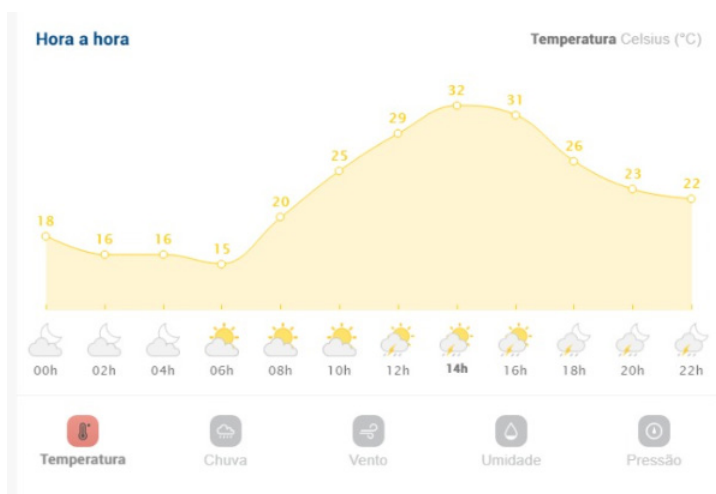 Hora a hora
Temperatura Celsius (°C)
18 16 16 15 20 25 29 32 31 26 23 22
00h 02h 04h 06h 08h 10h 12h 14h 16h 18h 20h 22h
Temperatura Chuva Vento Umidade Pressão